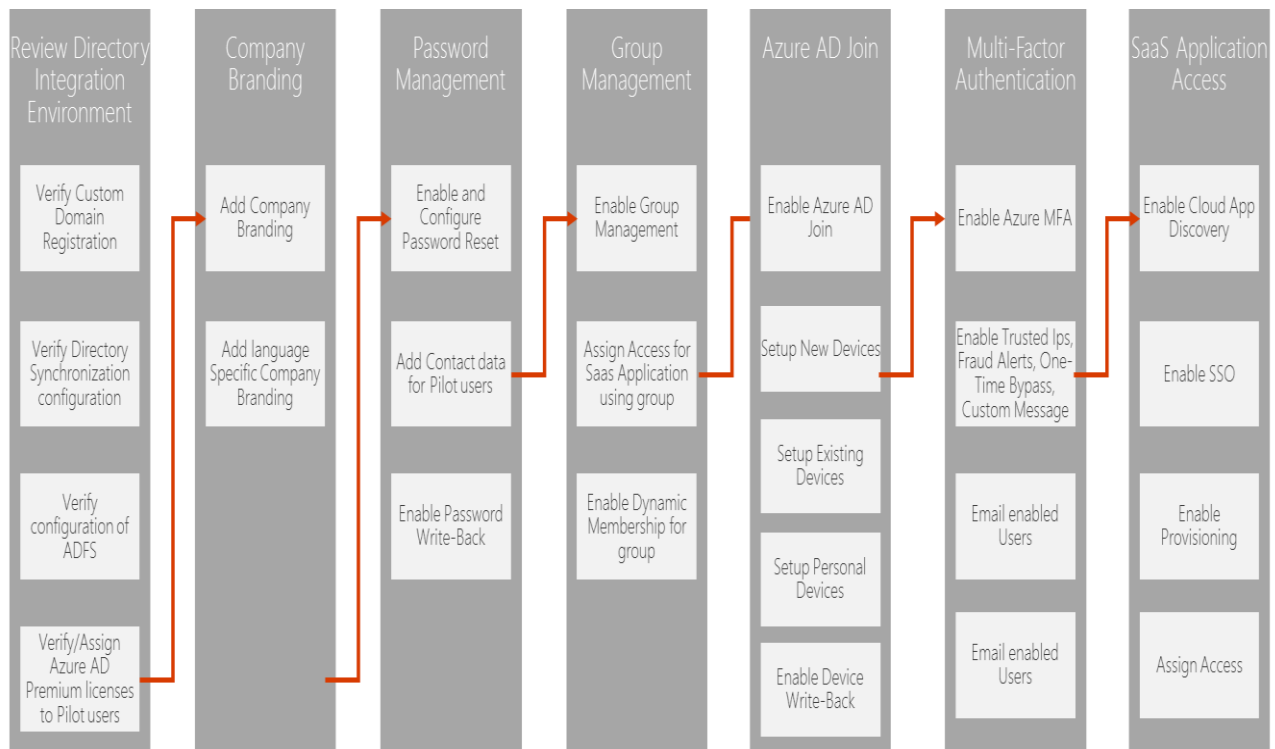 Review Directory
Integration
Environment
Verify Custom
Domain
Registration
Verify Directory
Synchronization
configuration
Verify
configuration of
ADFS
Verify/Assign
Azure AD
Premium licenses
to Pilot users
Company
Branding
Add Company
Branding
Add language
Specific Company
Branding
Password
Management
Enable and
Configure
Password Reset
Add Contact data
for Pilot users
Enable Password
Write-Back
Group
Management
Enable Group
Management
Assign Access for
Saas Application
using group
Enable Dynamic
Membership for
group
Azure AD Join
Enable Azure AD
Join
Setup New Devices
Setup Existing
Devices
Setup Personal
Devices
Enable Device
Write-Back
Multi-Factor
Authentication
Enable Azure MFA
Enable Trusted Ips,
Fraud Alerts, One-
Time Bypass,
Custom Message
Email enabled
Users
Email enabled
Users
SaaS Application
Access
Enable Cloud App
Discovery
Enable SSO
Enable
Provisioning
Assign Access